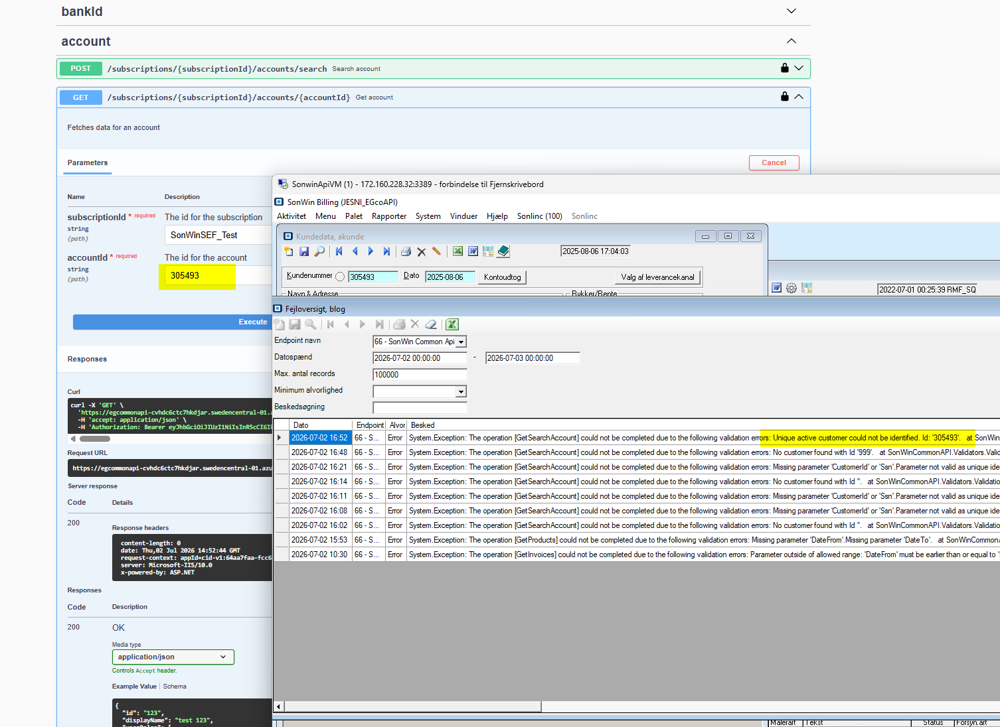 bankId
account
POST /subscriptions/{subscriptionId}/accounts/search Search account
GET /subscriptions/{subscriptionId}/accounts/{accountId} Get account
Fetches data for an account
Parameters
Cancel
Name Description
subscriptionId * required The id for the subscription
string
(path)
SonWinSEF_Test
accountId * required The id for the account
string
(path)
305493
Execute
Responses
Curl
curl -X 'GET' \
'https://egcommonapi-cvhdc6ctc7hkdjar.swedencentral-01.a
-H 'accept: application/json' \
-H 'Authorization: Bearer eyJhbGciOiJIUzI1NiIsInR5cCI6I
Request URL
https://egcommonapi-cvhdc6ctc7hkdjar.swedencentral-01.azu
Server response
Code Details
200
Response headers
content-length: 0
date: Thu,02 Jul 2026 14:52:44 GMT
request-context: appId=cid-v1:64aa7faa-fcc6
server: Microsoft-IIS/10.0
x-powered-by: ASP.NET
Responses
Code Description
200 OK
Media type
application/json
Controls Accept header.
Example Value Schema
{
"id": "123",
"displayName": "test 123",
SonwinApiVM (1) - 172.160.228.32:3389 - forbindelse til Fjernskrivebord
SonWin Billing (JESNI_EGcoAPI)
Aktivitet Menu Palet Rapporter System Vinduer Hjælp Sonlinc (100) Sonlinc
Kundedata, akunde
2025-08-06 17:04:03
Kundenummer 305493 Dato 2025-08-06 Kontoudtog Valg af leverancekanal
Navn & Adresse Rykker/Rente
2022-07-01 00:25:39 RMF_SQ
Fejloversigt, blog
Endpoint navn 66 - SonWin Common Api
Datospænd 2026-07-02 00:00:00 - 2026-07-03 00:00:00
Max. antal records 100000
Minimum alvorlighed
Beskedsøgning
Dato Endpoint Alvor Besked
2026-07-02 16:52 66 - S... Error System.Exception: The operation [GetSearchAccount] could not be completed due to the following validation errors: Unique active customer could not be identified. Id: '305493'. at SonWin
2026-07-02 16:48 66 - S... Error System.Exception: The operation [GetSearchAccount] could not be completed due to the following validation errors: No customer found with Id '999'. at SonWinCommonAPI.Validators.Valid
2026-07-02 16:21 66 - S... Error System.Exception: The operation [GetSearchAccount] could not be completed due to the following validation errors: Missing parameter 'CustomerId' or 'Ssn'.Parameter not valid as unique ide
2026-07-02 16:14 66 - S... Error System.Exception: The operation [GetSearchAccount] could not be completed due to the following validation errors: No customer found with Id ''. at SonWinCommonAPI.Validators.Validation
2026-07-02 16:11 66 - S... Error System.Exception: The operation [GetSearchAccount] could not be completed due to the following validation errors: Missing parameter 'CustomerId' or 'Ssn'.Parameter not valid as unique ide
2026-07-02 16:08 66 - S... Error System.Exception: The operation [GetSearchAccount] could not be completed due to the following validation errors: Missing parameter 'CustomerId' or 'Ssn'.Parameter not valid as unique ide
2026-07-02 16:02 66 - S... Error System.Exception: The operation [GetSearchAccount] could not be completed due to the following validation errors: No customer found with Id ''. at SonWinCommonAPI.Validators.Validation
2026-07-02 15:53 66 - S... Error System.Exception: The operation [GetProducts] could not be completed due to the following validation errors: Missing parameter 'DateFrom'.Missing parameter 'DateTo'. at SonWinCommonA
2026-07-02 10:30 66 - S... Error System.Exception: The operation [GetInvoices] could not be completed due to the following validation errors: Parameter outside of allowed range: 'DateFrom' must be earlier than or equal to '
Målerart Tekst Status Forsyn.art